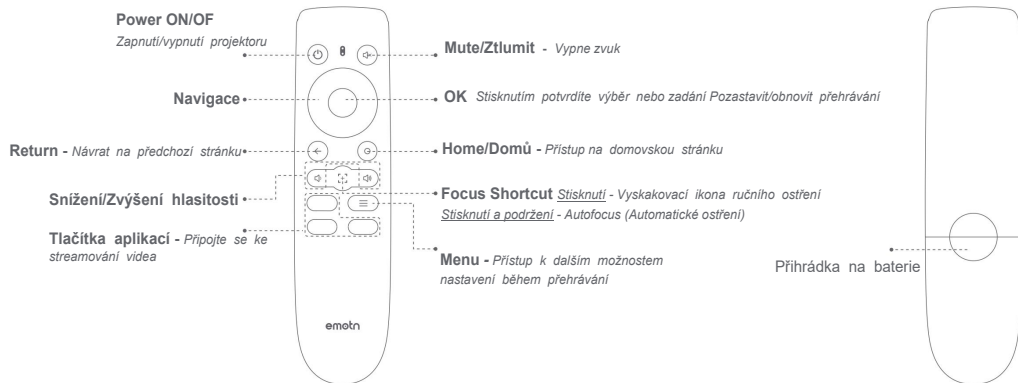 Power ON/OF
Zapnutí/vypnutí projektoru
Mute/Ztlumit - Vypne zvuk
Navigace
OK Stisknutím potvrdíte výběr nebo zadání Pozastavit/obnovit přehrávání
Return - Návrat na předchozí stránku
Home/Domů - Přístup na domovskou stránku
Snížení/Zvýšení hlasitosti
Focus Shortcut Stisknutí - Vyskakovací ikona ručního ostření
Stisknutí a podržení - Autofocus (Automatické ostření)
Tlačítka aplikací - Připojte se ke
streamování videa
Menu - Přístup k dalším možnostem
nastavení během přehrávání
Přihrádka na baterie
emotn